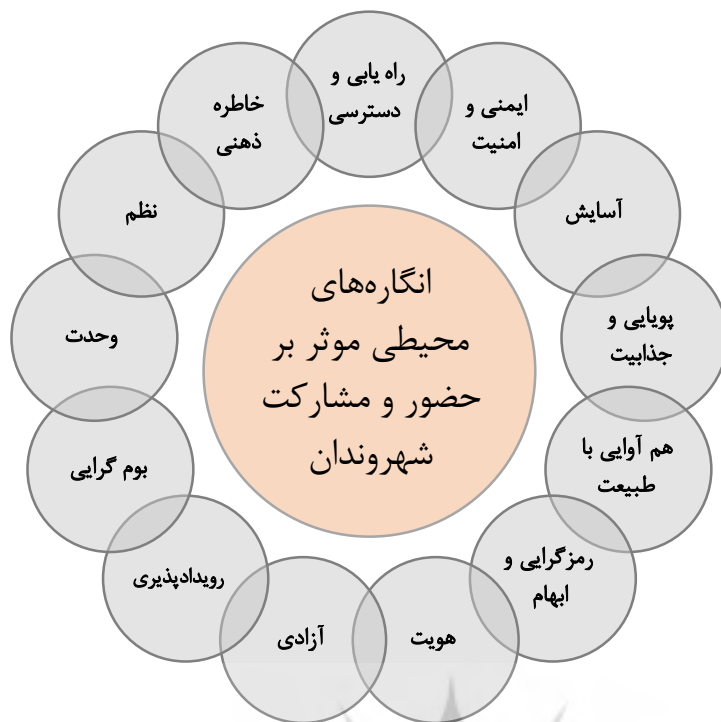 راه یابی و
دسترسی
ایمنی و
امنیت
آسایش
پویایی و
جذابیت
هم آوایی با
طبیعت
رمزگرایی و
ابهام
هویت
آزادی
رویدادپذیری
بوم گرایی
وحدت
نظم
خاطره
ذهنی
انگاره‌های
محیطی موثر بر
حضور و مشارکت
شهروندان